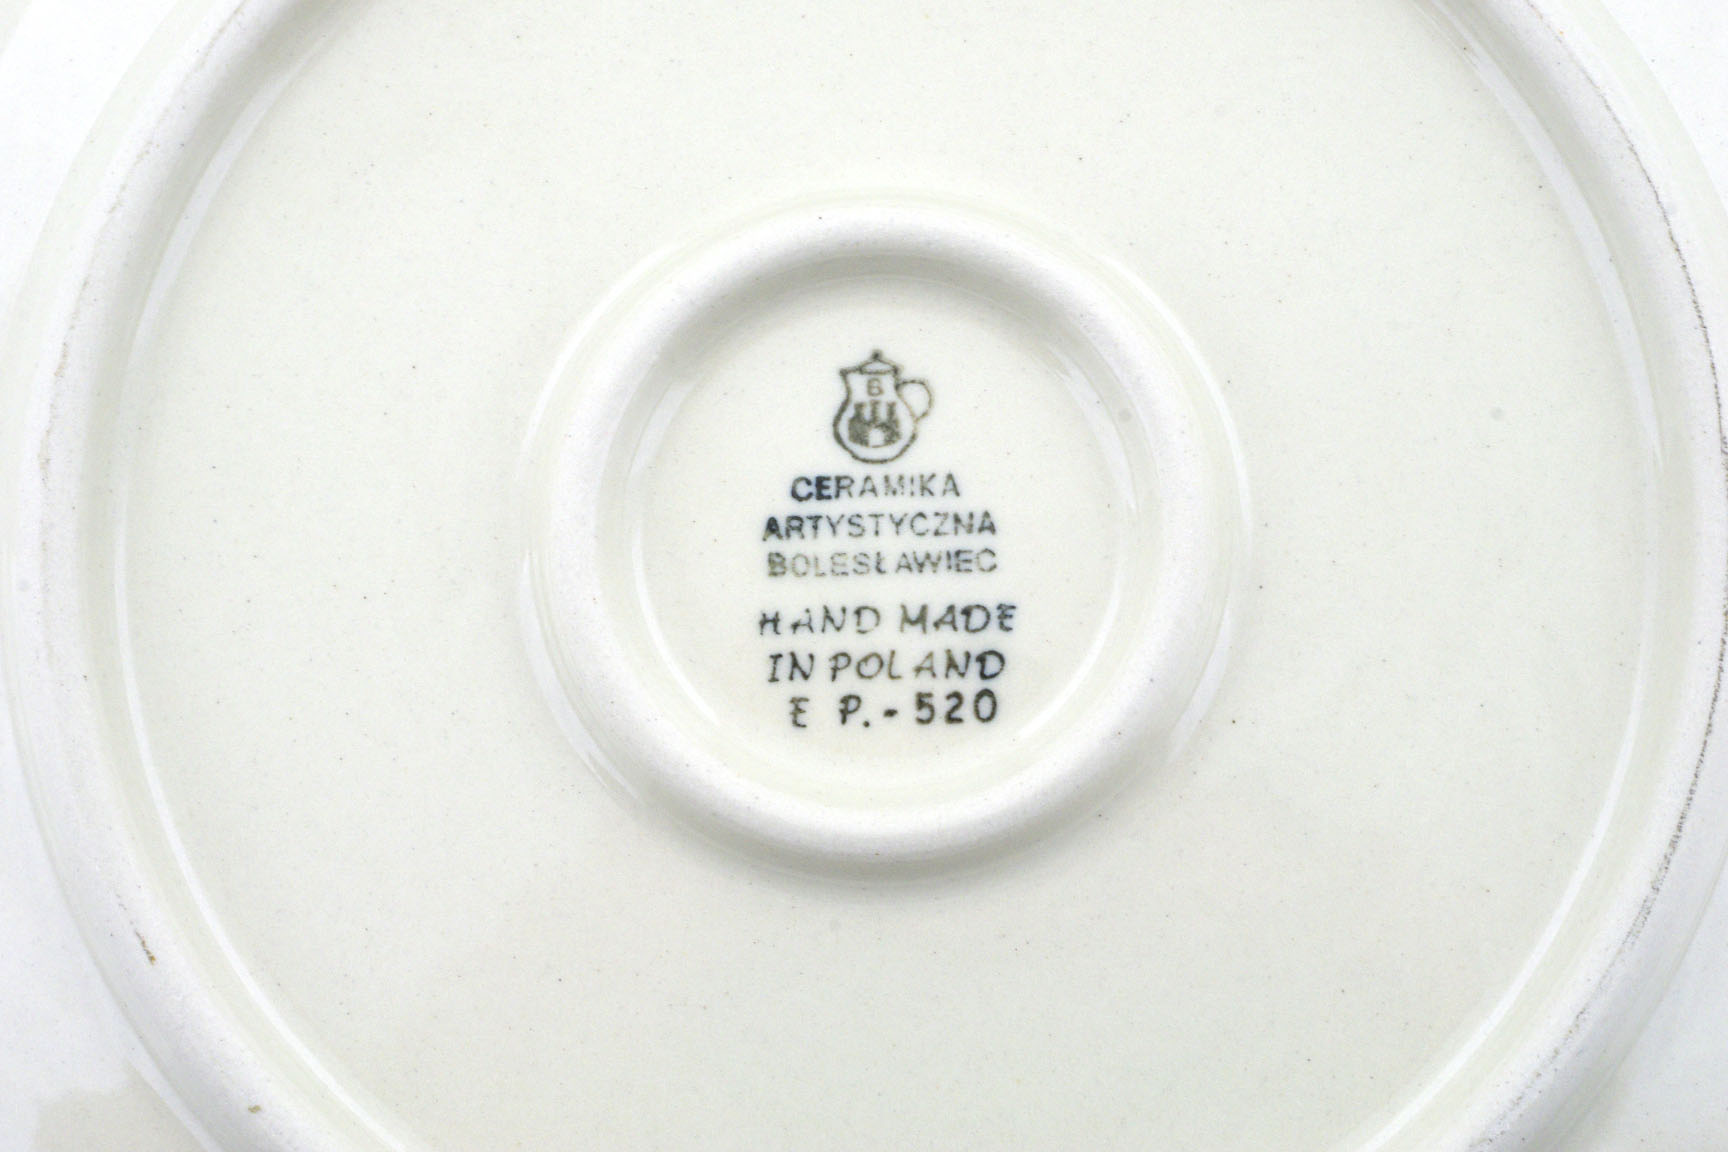 B
CERAMIKA
ARTYSTYCZNA
BOLESŁAWIEC
HAND MADE
IN POLAND
E P.-520